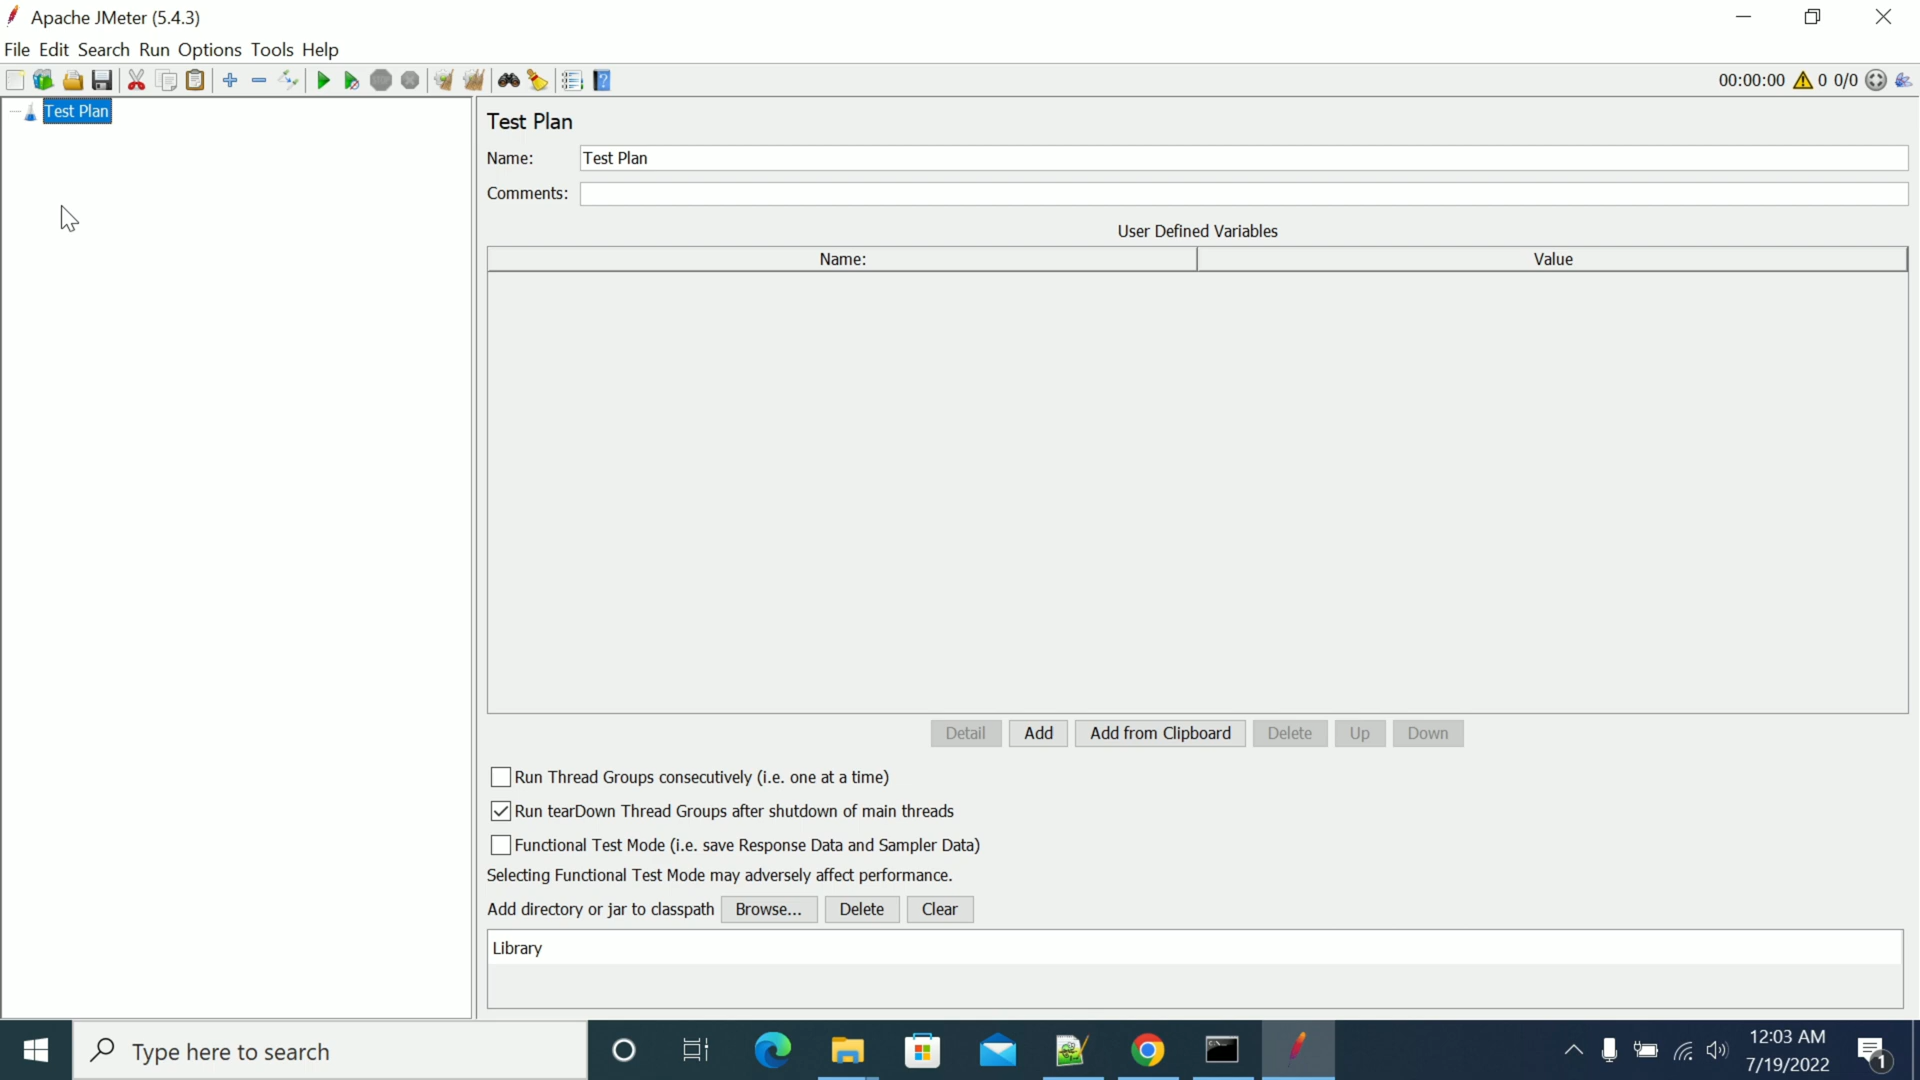 Apache JMeter (5.4.3)
File Edit Search Run Options Tools Help
00:00:00 0 0/0
Test Plan
Test Plan
Name: Test Plan
Comments:
User Defined Variables
Name: Value
Detail Add Add from Clipboard Delete Up Down
Run Thread Groups consecutively (i.e. one at a time)
Run tearDown Thread Groups after shutdown of main threads
Functional Test Mode (i.e. save Response Data and Sampler Data)
Selecting Functional Test Mode may adversely affect performance.
Add directory or jar to classpath Browse... Delete Clear
Library
Type here to search
12:03 AM
7/19/2022
1